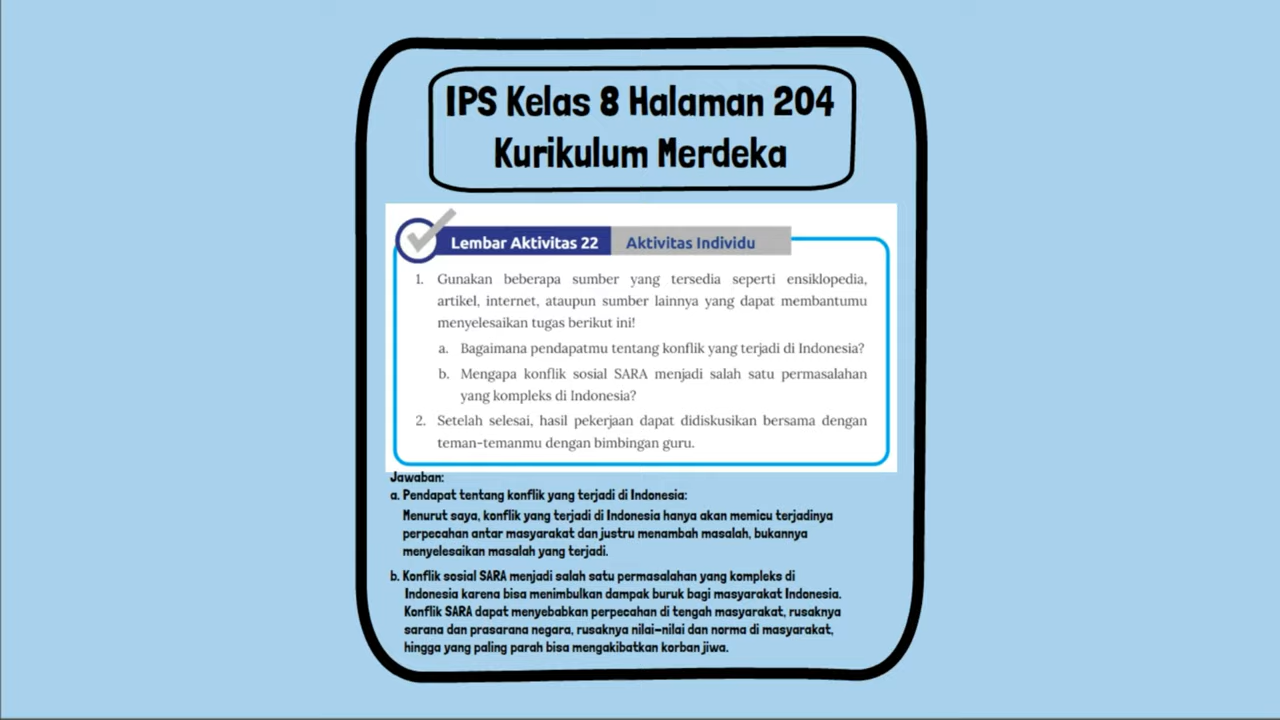 IPS Kelas 8 Halaman 204
Kurikulum Merdeka
Lembar Aktivitas 22 Aktivitas Individu
1. Gunakan beberapa sumber yang tersedia seperti ensiklopedia,
artikel, internet, ataupun sumber lainnya yang dapat membantumu
menyelesaikan tugas berikut ini!
a. Bagaimana pendapatmu tentang konflik yang terjadi di Indonesia?
b. Mengapa konflik sosial SARA menjadi salah satu permasalahan
yang kompleks di Indonesia?
2. Setelah selesai, hasil pekerjaan dapat didiskusikan bersama dengan
teman-temanmu dengan bimbingan guru.
Jawaban:
a. Pendapat tentang konflik yang terjadi di Indonesia:
Menurut saya, konflik yang terjadi di Indonesia hanya akan memicu terjadinya
perpecahan antar masyarakat dan justru menambah masalah, bukannya
menyelesaikan masalah yang terjadi.
b. Konflik sosial SARA menjadi salah satu permasalahan yang kompleks di
Indonesia karena bisa menimbulkan dampak buruk bagi masyarakat Indonesia.
Konflik SARA dapat menyebabkan perpecahan di tengah masyarakat, rusaknya
sarana dan prasarana negara, rusaknya nilai-nilai dan norma di masyarakat,
hingga yang paling parah bisa mengakibatkan korban jiwa.